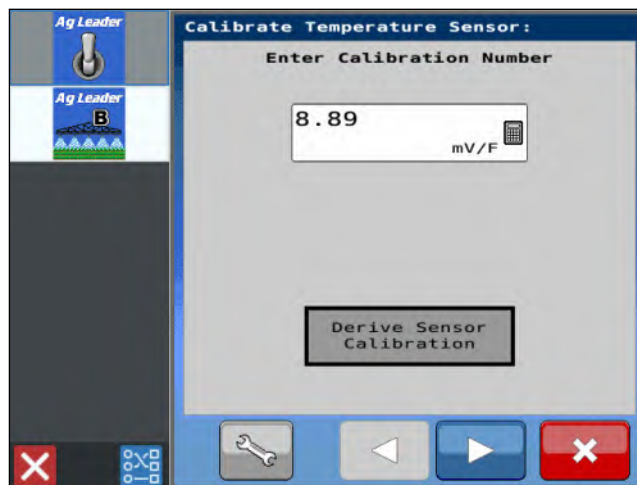 Ag Leader
Ag Leader
B
Calibrate Temperature Sensor:
Enter Calibration Number
8.89
mV/F
Derive Sensor
Calibration